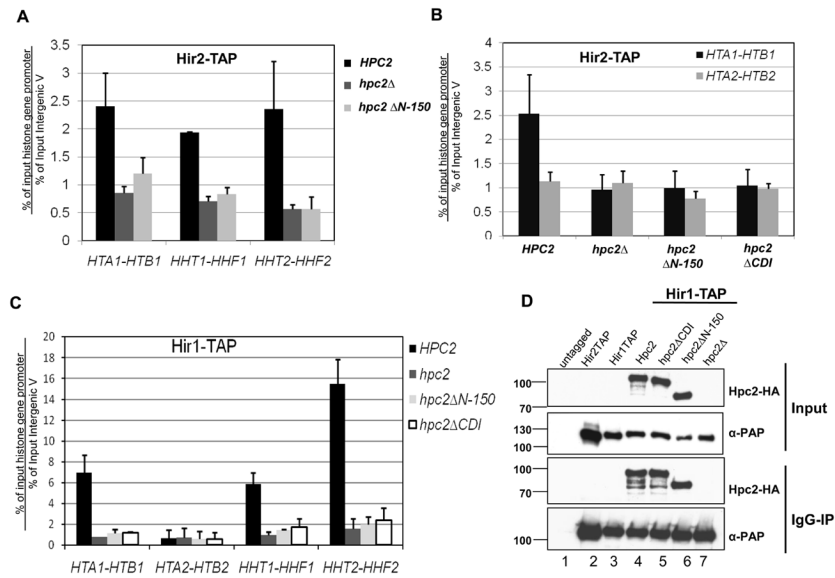 A
% of input histone gene promoter
% of Input Intergenic V
Hir2-TAP
3.5
3
2.5
2
1.5
1
0.5
0
HPC2
hpc2Δ
hpc2 ΔN-150
HTA1-HTB1
HHT1-HHF1
HHT2-HHF2
B
% of input histone gene promoter
% of Input Intergenic V
Hir2-TAP
4
3.5
3
2.5
2
1.5
1
0.5
0
HTA1-HTB1
HTA2-HTB2
HPC2
hpc2Δ
hpc2 ΔN-150
hpc2 ΔCDI
C
% of input histone gene promoter
% of Input Intergenic V
Hir1-TAP
20
18
16
14
12
10
8
6
4
2
0
HPC2
hpc2
hpc2ΔN-150
hpc2ΔCDI
HTA1-HTB1
HTA2-HTB2
HHT1-HHF1
HHT2-HHF2
D
Hir1-TAP
untagged
Hir2TAP
Hir1TAP
Hpc2
hpc2ΔCDI
hpc2ΔN-150
hpc2Δ
100
70
Hpc2-HA
130
100
α-PAP
Input
100
70
Hpc2-HA
100
α-PAP
IgG-IP
1 2 3 4 5 6 7